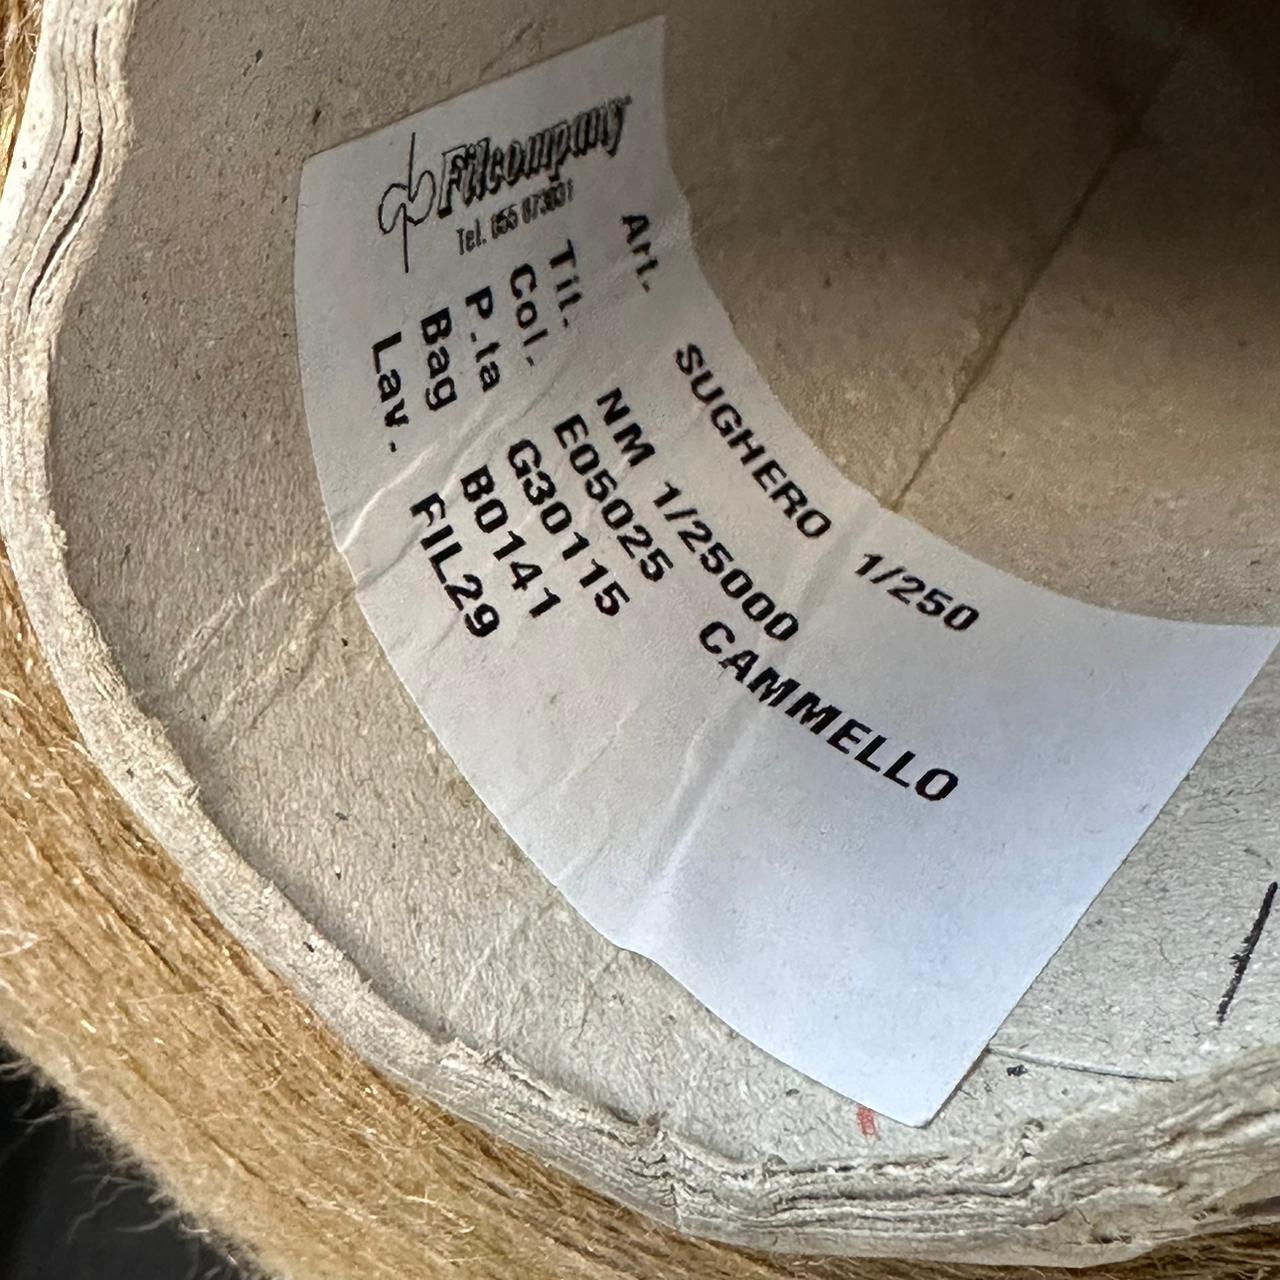 Filcompany
Tel. 055 873031
Art. SUGHERO 1/250
Tit. NM 1/25000
Col. E05025 CAMMELLO
P.ta G30115
Bag B0141
Lav. FIL29